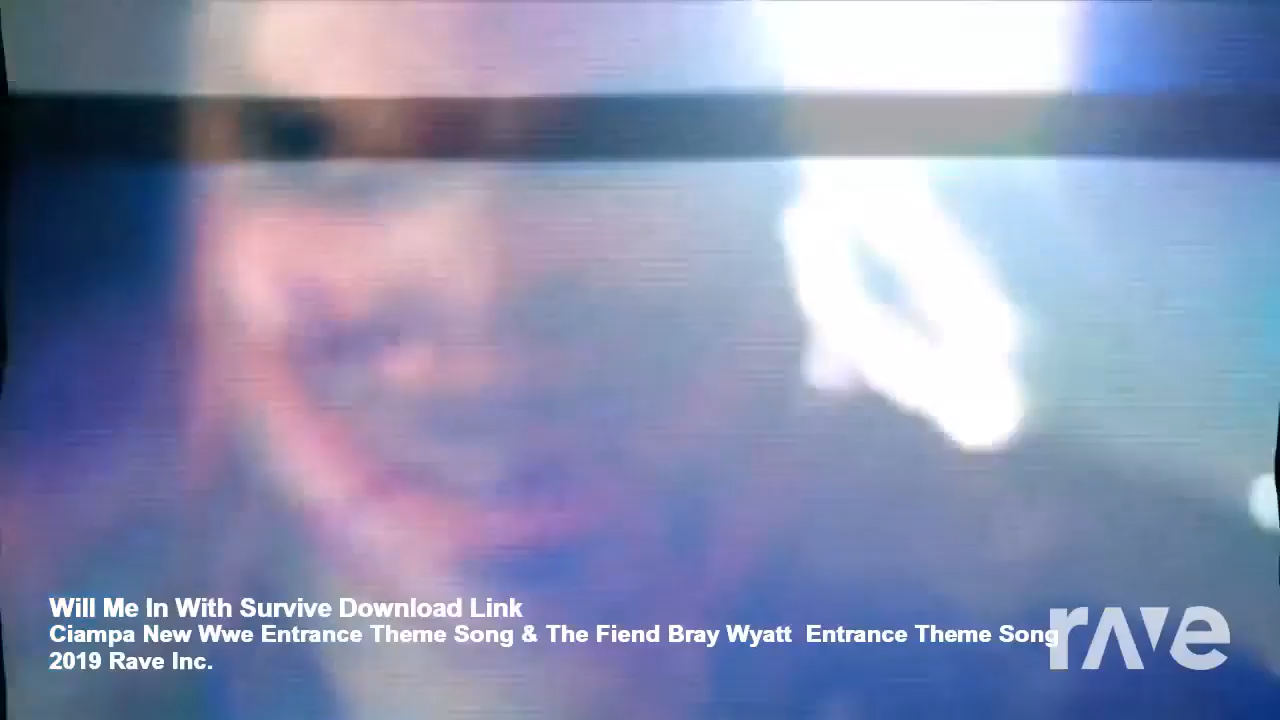 Will Me In With Survive Download Link
Ciampa New Wwe Entrance Theme Song & The Fiend Bray Wyatt  Entrance Theme Song
2019 Rave Inc.
rave